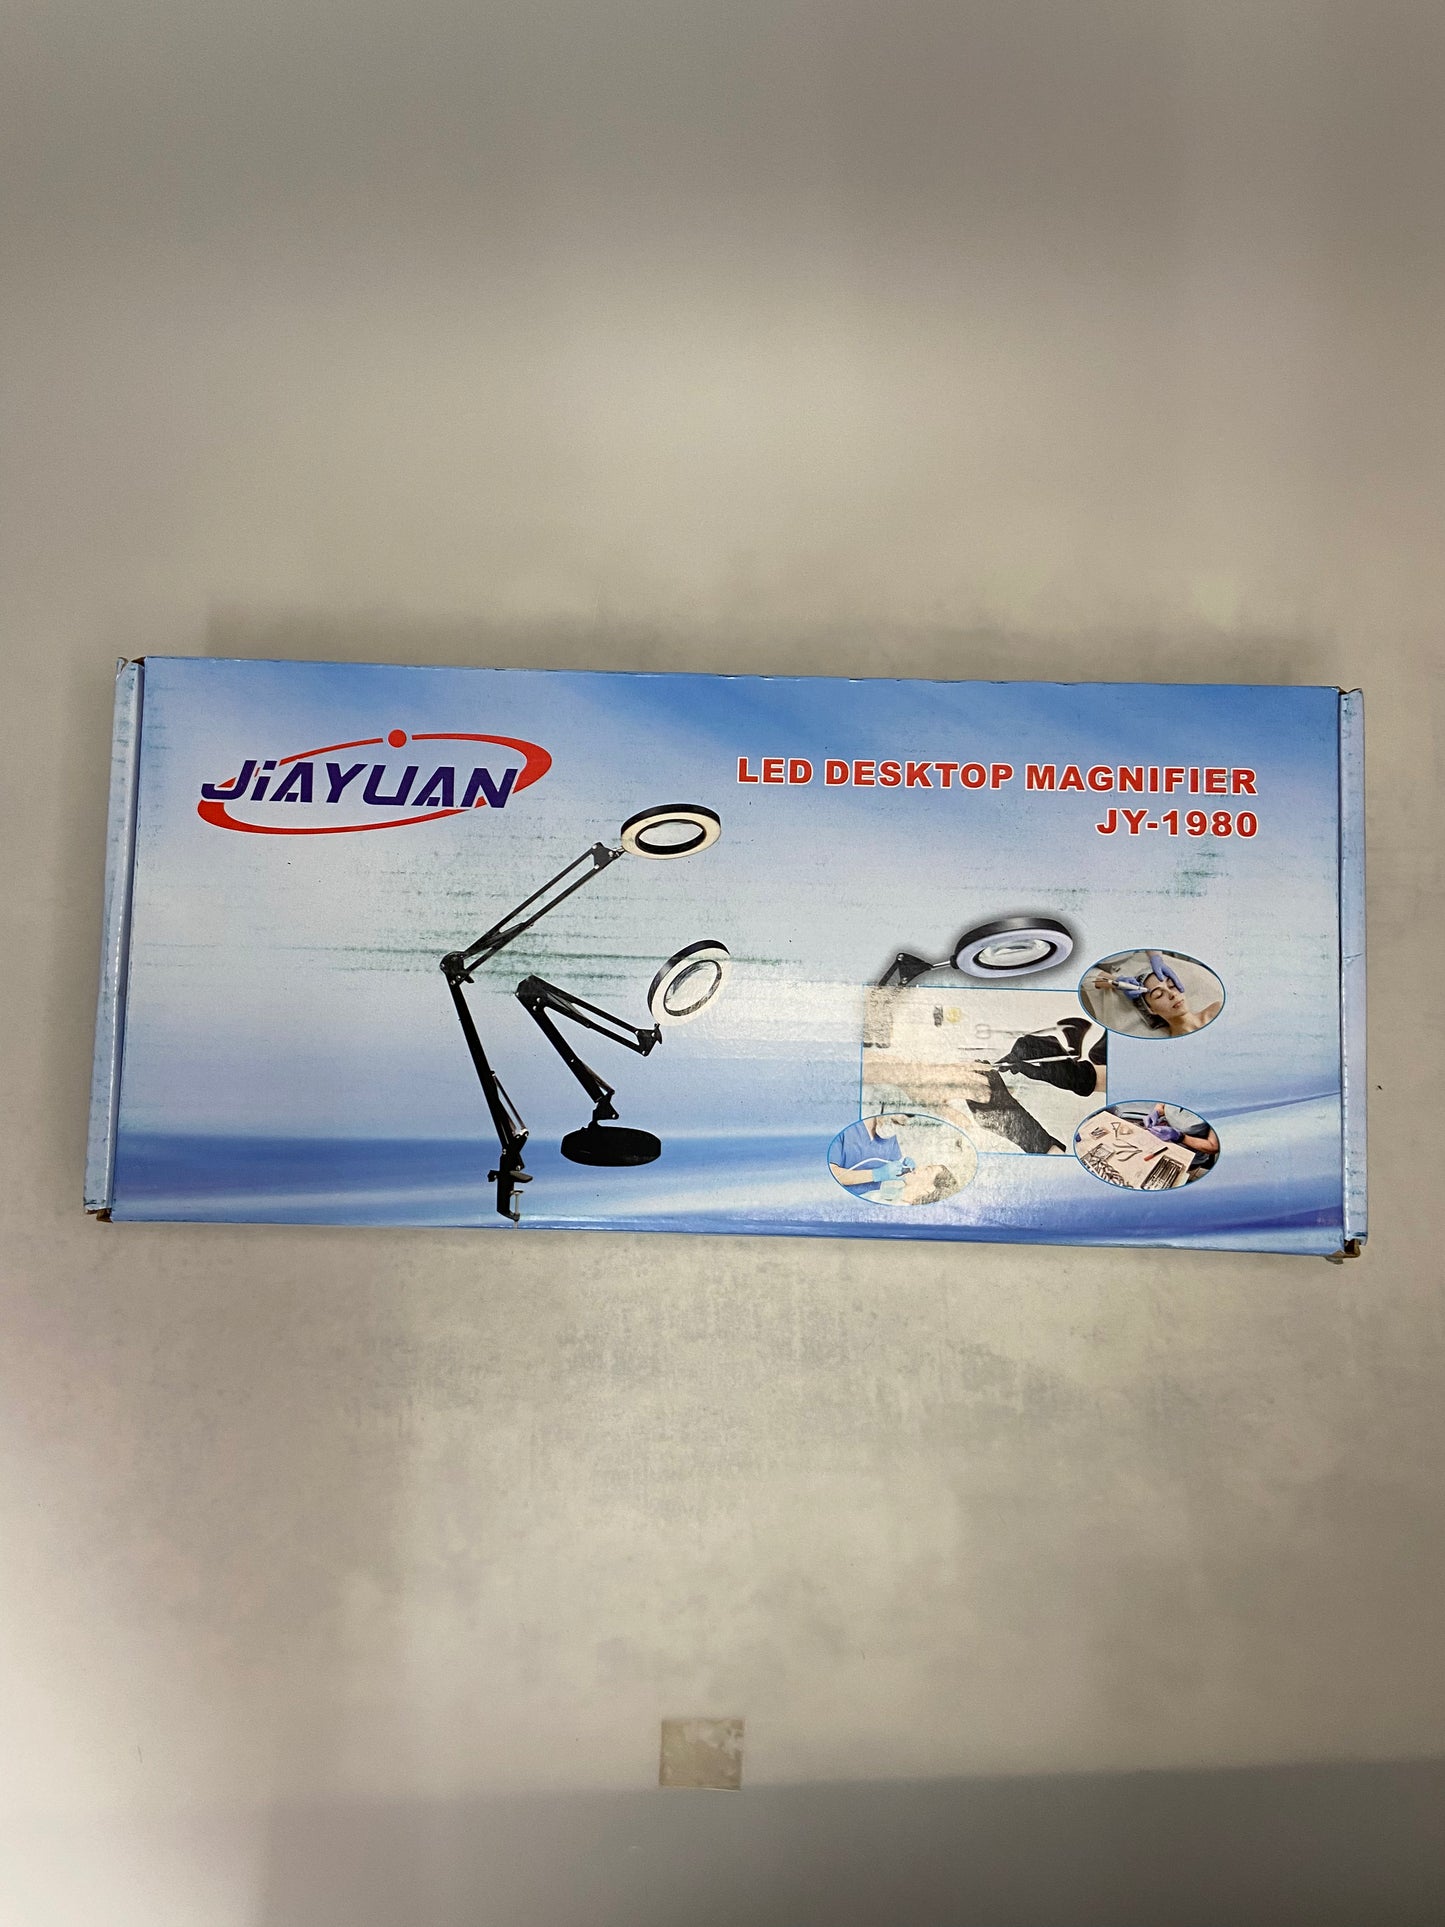 JiAYUAN
LED DESKTOP MAGNIFIER
JY-1980